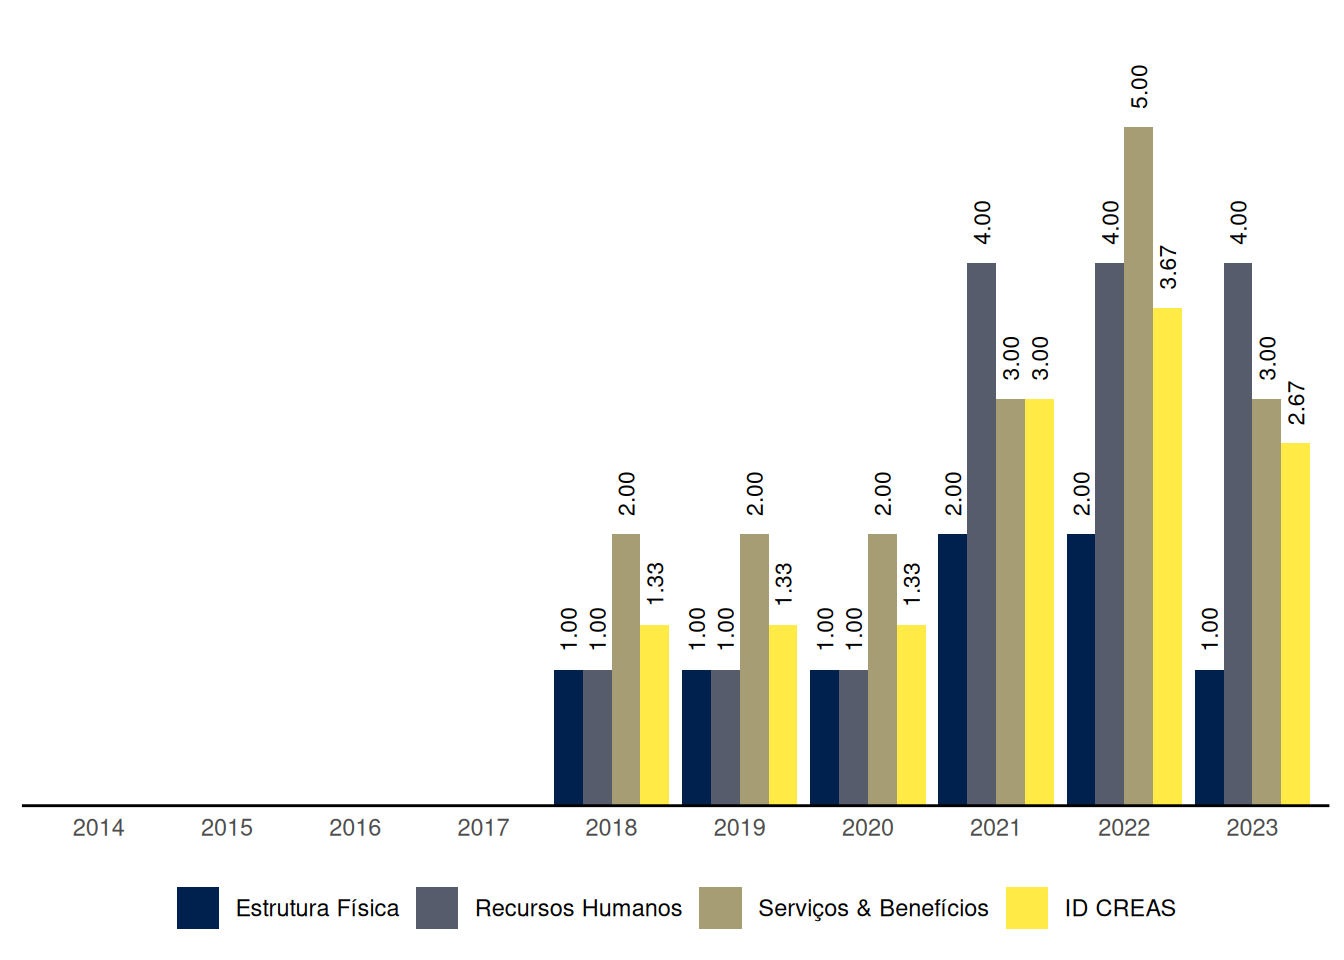 5.00
4.00 4.00 4.00
3.67
3.00 3.00 3.00
2.67
2.00 2.00 2.00 2.00 2.00
1.33 1.33 1.33
1.00 1.00 1.00 1.00 1.00 1.00 1.00
2014 2015 2016 2017 2018 2019 2020 2021 2022 2023
Estrutura Física Recursos Humanos Serviços & Benefícios ID CREAS